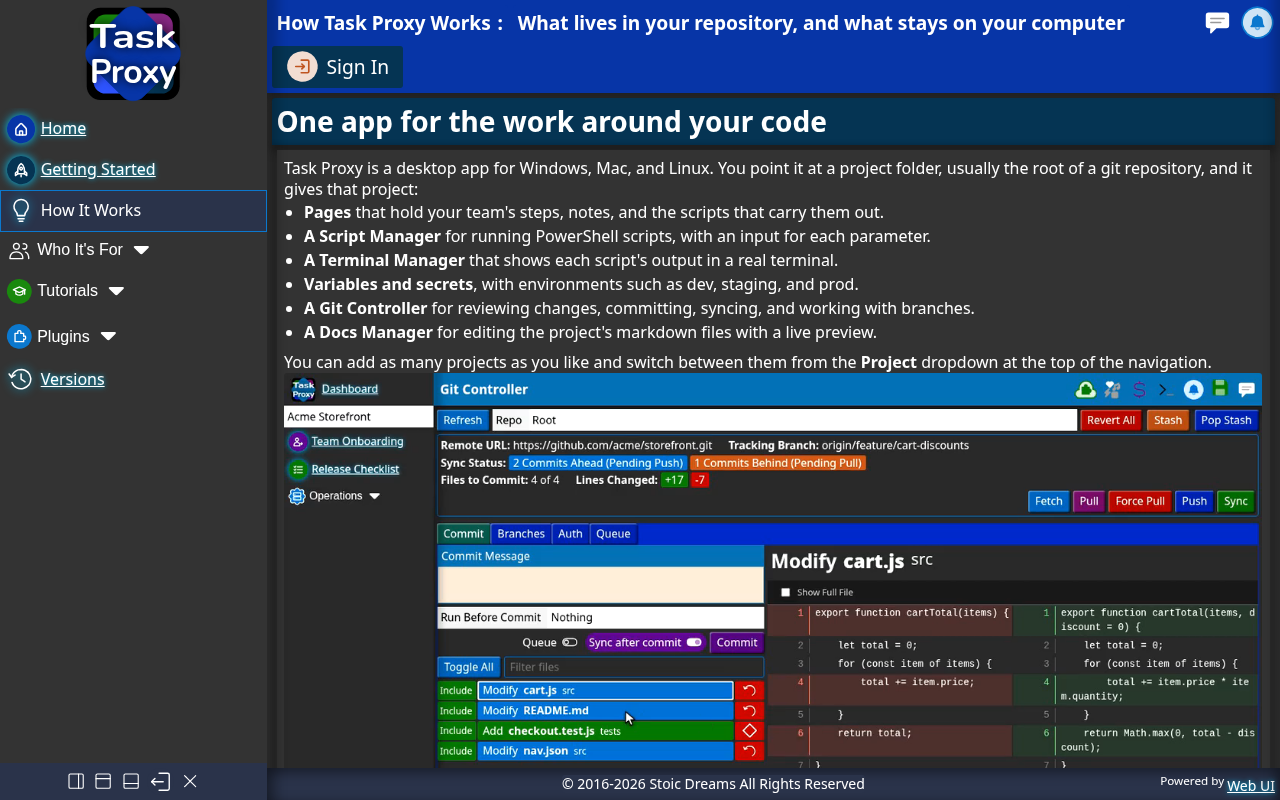 Task Proxy
Home
Getting Started
How It Works
Who It's For
Tutorials
Plugins
Versions
How Task Proxy Works : What lives in your repository, and what stays on your computer
Sign In
One app for the work around your code
Task Proxy is a desktop app for Windows, Mac, and Linux. You point it at a project folder, usually the root of a git repository, and it
gives that project:
Pages that hold your team's steps, notes, and the scripts that carry them out.
A Script Manager for running PowerShell scripts, with an input for each parameter.
A Terminal Manager that shows each script's output in a real terminal.
Variables and secrets, with environments such as dev, staging, and prod.
A Git Controller for reviewing changes, committing, syncing, and working with branches.
A Docs Manager for editing the project's markdown files with a live preview.
You can add as many projects as you like and switch between them from the Project dropdown at the top of the navigation.
Task Proxy Dashboard
Acme Storefront
Team Onboarding
Release Checklist
Operations
Git Controller
Refresh Repo Root Revert All Stash Pop Stash
Remote URL: https://github.com/acme/storefront.git Tracking Branch: origin/feature/cart-discounts
Sync Status: 2 Commits Ahead (Pending Push) 1 Commits Behind (Pending Pull)
Files to Commit: 4 of 4 Lines Changed: +17 -7
Fetch Pull Force Pull Push Sync
Commit Branches Auth Queue
Commit Message
Run Before Commit Nothing
Queue Sync after commit Commit
Toggle All Filter files
Include Modify cart.js src
Include Modify README.md
Include Add checkout.test.js tests
Include Modify nav.json src
Modify cart.js src
Show Full File
1 export function cartTotal(items) { 1 export function cartTotal(items, d
iscount = 0) {
2 let total = 0; 2 let total = 0;
3 for (const item of items) { 3 for (const item of items) {
4 total += item.price; 4 total += item.price * ite
m.quantity;
5 } 5 }
6 return total; 6 return Math.max(0, total - dis
count);
7 } 7 }
© 2016-2026 Stoic Dreams All Rights Reserved
Powered by Web UI